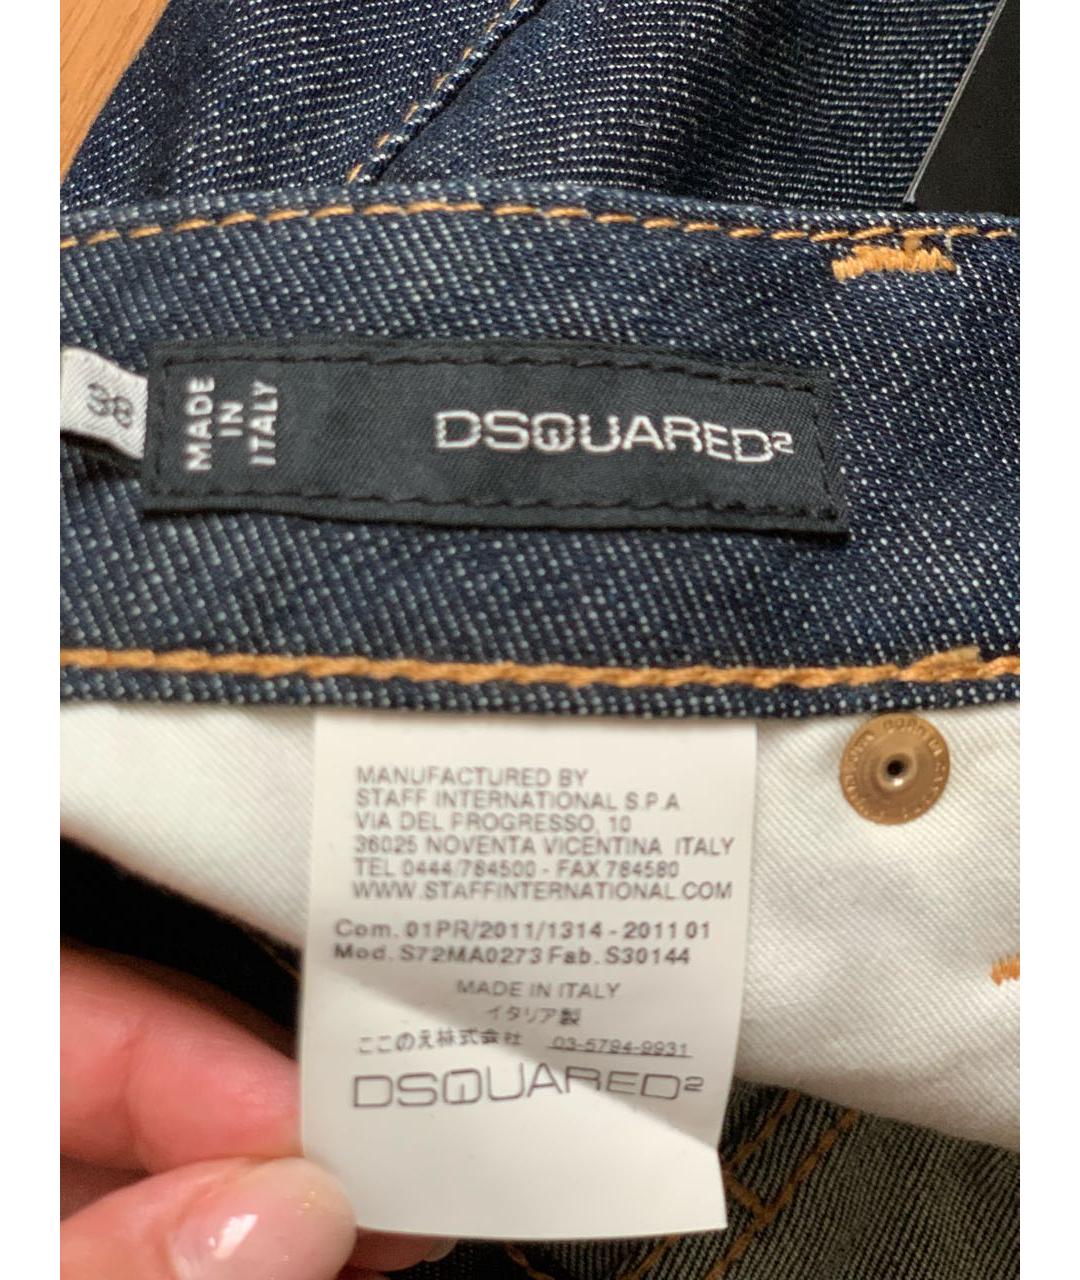 38
MADE
IN
ITALY
DSQUARED2
MANUFACTURED BY
STAFF INTERNATIONAL S.P.A
VIA DEL PROGRESSO, 10
36025 NOVENTA VICENTINA ITALY
TEL 0444/784500 - FAX 784580
WWW.STAFFINTERNATIONAL.COM
Com. 01PR/2011/1314 - 2011 01
Mod. S72MA0273 Fab. S30144
MADE IN ITALY
イタリア製
ここのえ株式会社 03-5794-9931
DSQUARED2